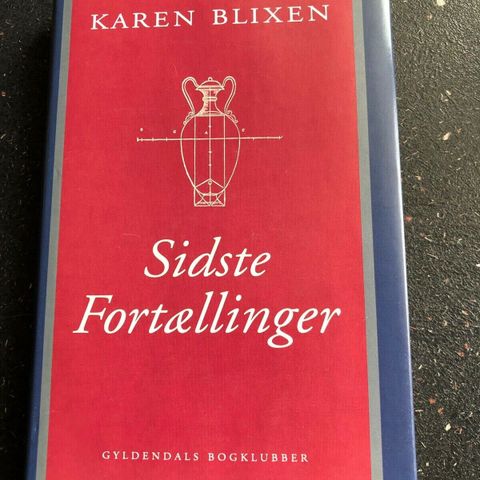 KAREN BLIXEN
Sidste
Fortællinger
GYLDENDALS BOGKLUBBER